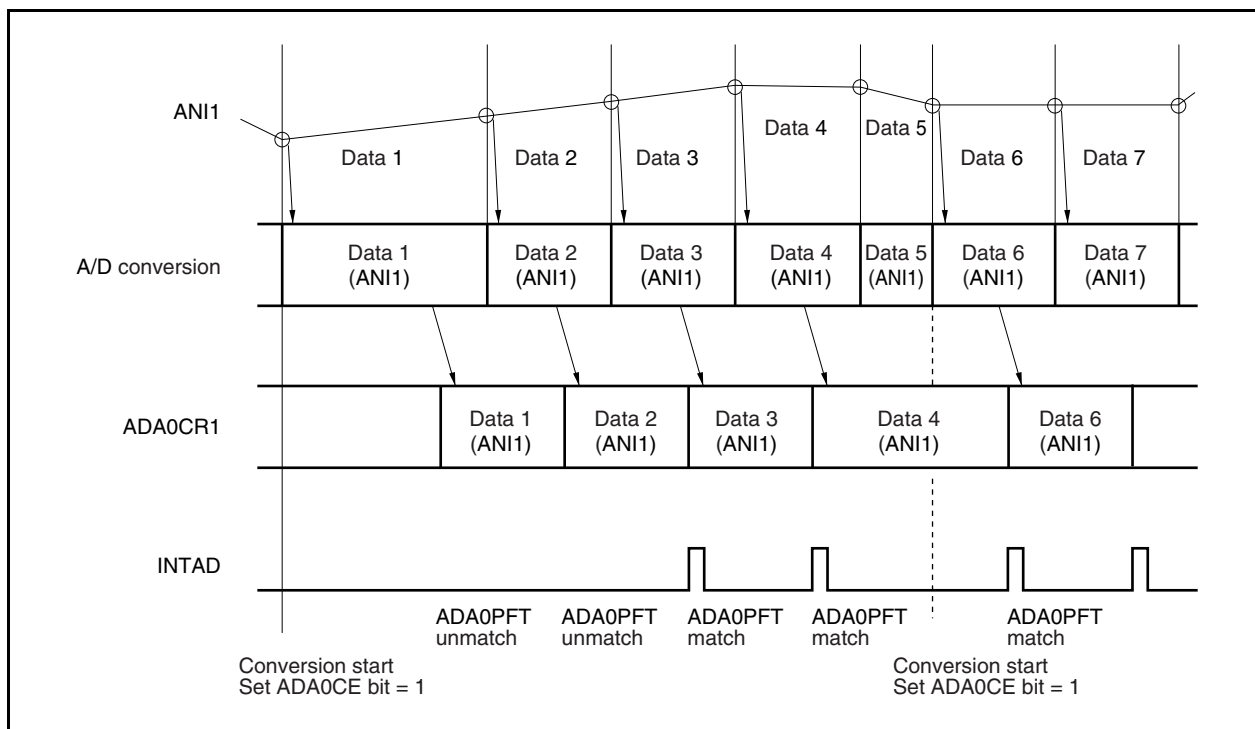 ANI1
Data 1
Data 2
Data 3
Data 4
Data 5
Data 6
Data 7
A/D conversion
Data 1
(ANI1)
Data 2
(ANI1)
Data 3
(ANI1)
Data 4
(ANI1)
Data 5
(ANI1)
Data 6
(ANI1)
Data 7
(ANI1)
ADA0CR1
Data 1
(ANI1)
Data 2
(ANI1)
Data 3
(ANI1)
Data 4
(ANI1)
Data 6
(ANI1)
INTAD
ADA0PFT
unmatch
ADA0PFT
unmatch
ADA0PFT
match
ADA0PFT
match
ADA0PFT
match
Conversion start
Set ADA0CE bit = 1
Conversion start
Set ADA0CE bit = 1